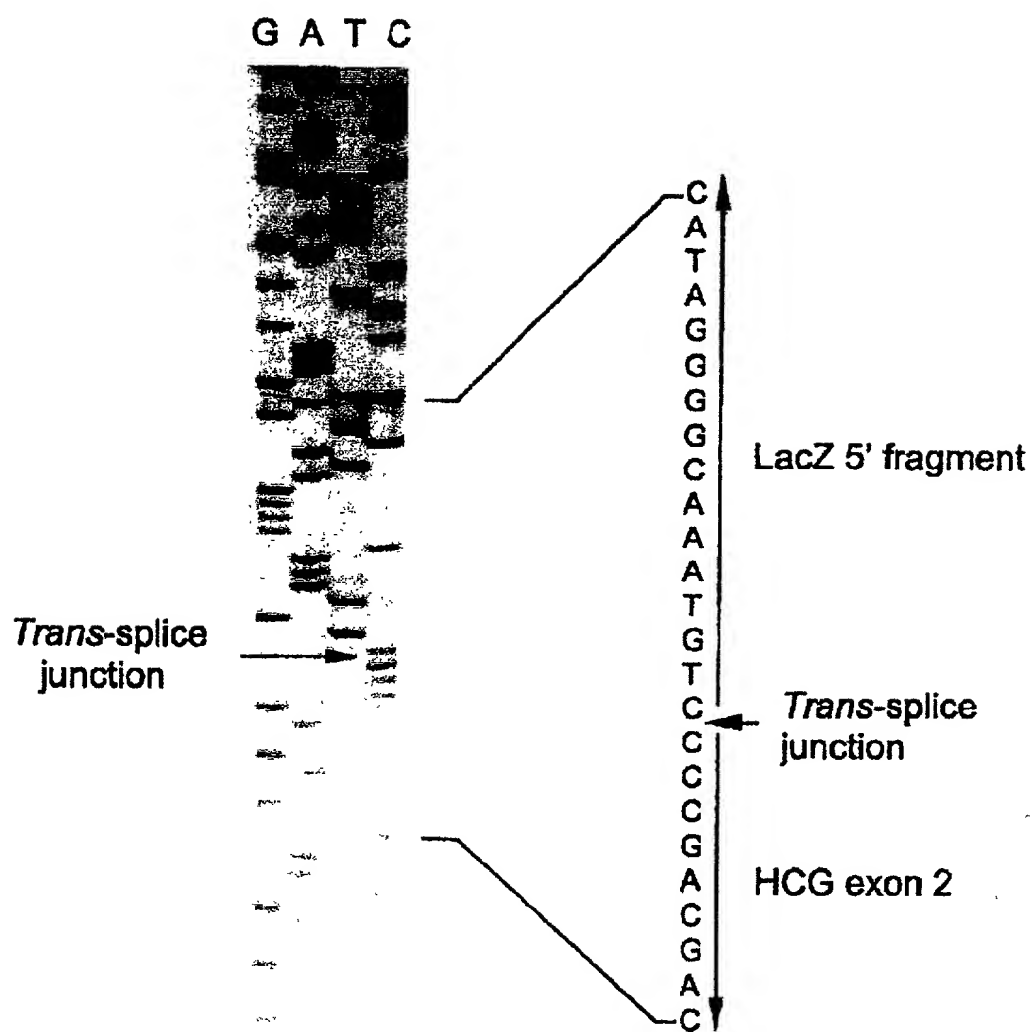 G A T C
C
A
T
A
G
G
G
G
C
A
A
A
T
G
T
C
C
C
C
G
A
C
G
A
C
LacZ 5' fragment
Trans-splice
junction
Trans-splice
junction
HCG exon 2